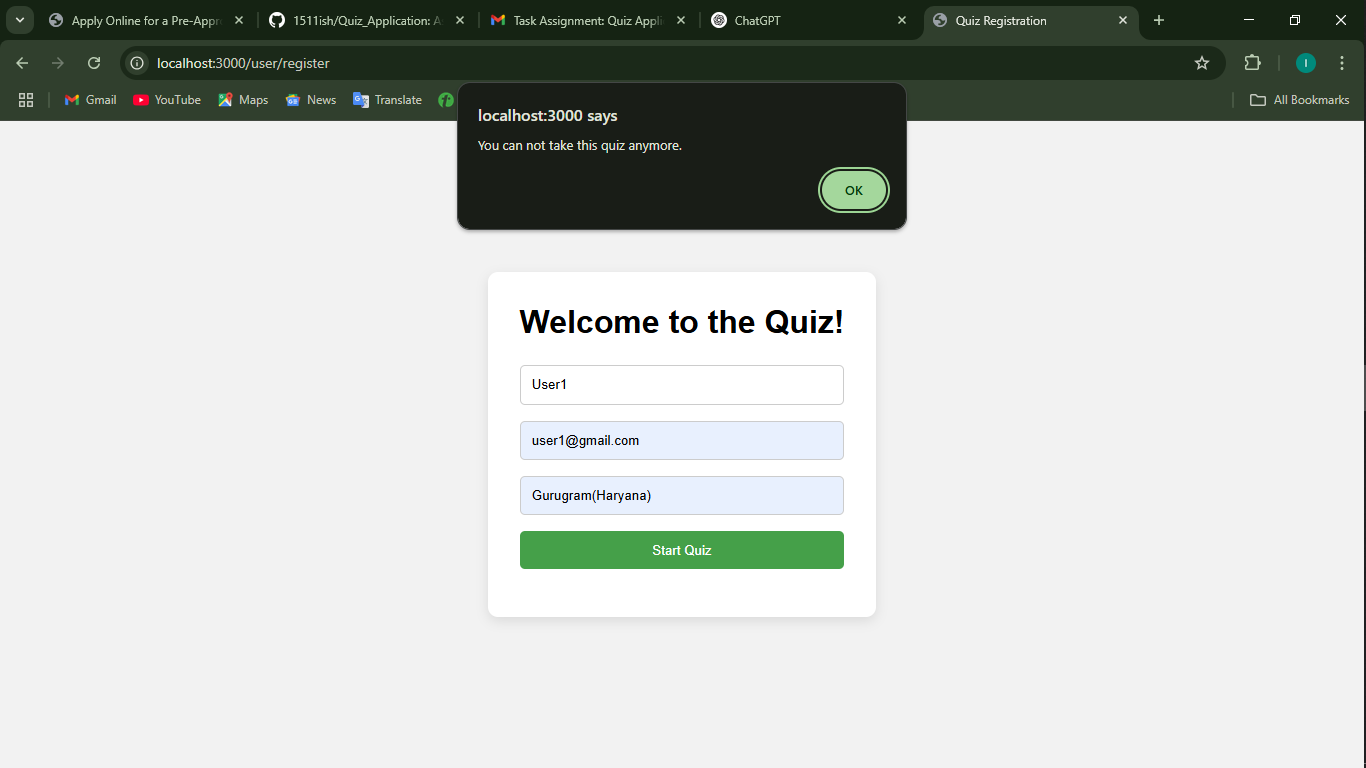 Apply Online for a Pre-Appr
1511ish/Quiz_Application: A
Task Assignment: Quiz Appli
ChatGPT
Quiz Registration
localhost:3000/user/register
I
Gmail
YouTube
Maps
News
Translate
All Bookmarks
localhost:3000 says
You can not take this quiz anymore.
OK
Welcome to the Quiz!
User1
user1@gmail.com
Gurugram(Haryana)
Start Quiz